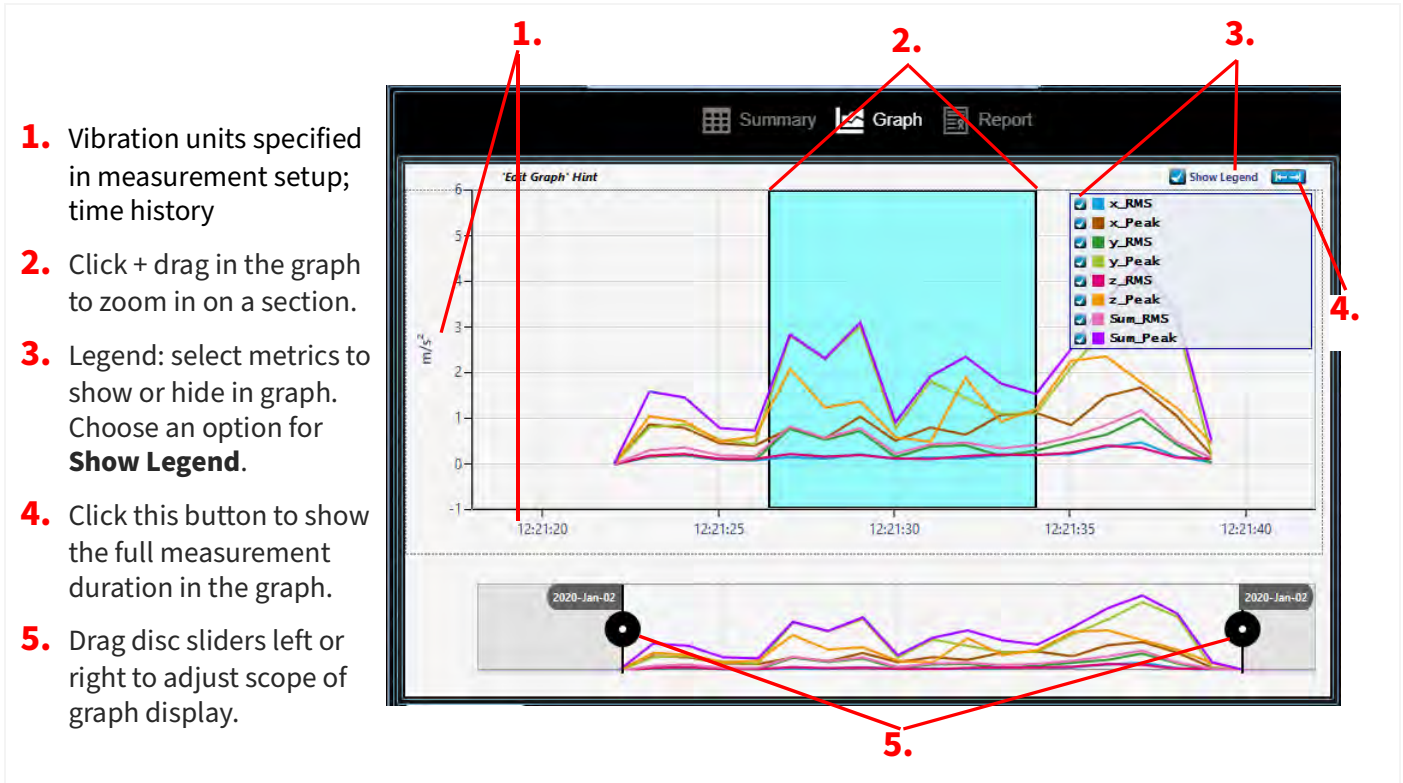 1.
2.
3.
1. Vibration units specified
in measurement setup;
time history
2. Click + drag in the graph
to zoom in on a section.
3. Legend: select metrics to
show or hide in graph.
Choose an option for
Show Legend.
4. Click this button to show
the full measurement
duration in the graph.
5. Drag disc sliders left or
right to adjust scope of
graph display.
Summary Graph Report
'Edit Graph' Hint
Show Legend
x_RMS
x_Peak
y_RMS
y_Peak
z_RMS
z_Peak
Sum_RMS
Sum_Peak
4.
6
5
4
3
2
1
0
-1
m/s²
12:21:20 12:21:25 12:21:30 12:21:35 12:21:40
2020-Jan-02 2020-Jan-02
5.